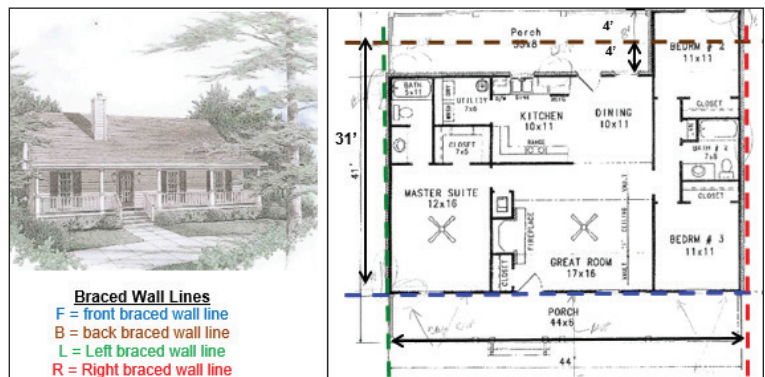 Braced Wall Lines
F = front braced wall line
B = back braced wall line
L = Left braced wall line
R = Right braced wall line
Porch
4'
4'
BEDRM # 2
11X11
BATH
5x11
UTILITY
7x6
KITCHEN
10x11
DINING
10X11
CLOSET
31'
41'
RANGE
CLOSET
7x5
BATH # 2
7x8
CLOSET
MASTER SUITE
12x16
VAULT
CEILING
VAULT
FIREPLACE
CLOSET
GREAT ROOM
17x16
BEDRM # 3
11x11
PORCH
44x6
44'